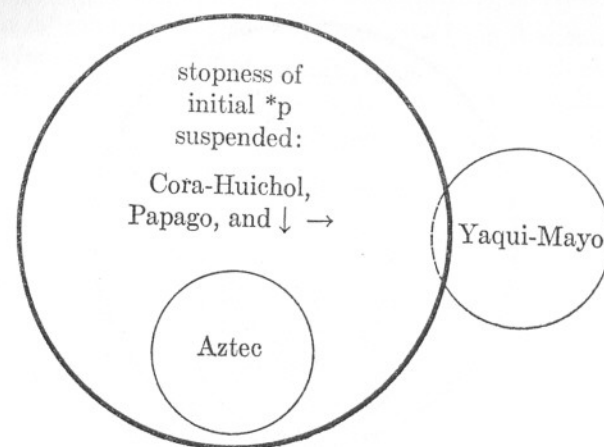 stopness of
initial *p
suspended:
Cora-Huichol,
Papago, and ↓ →
Yaqui-Mayo
Aztec